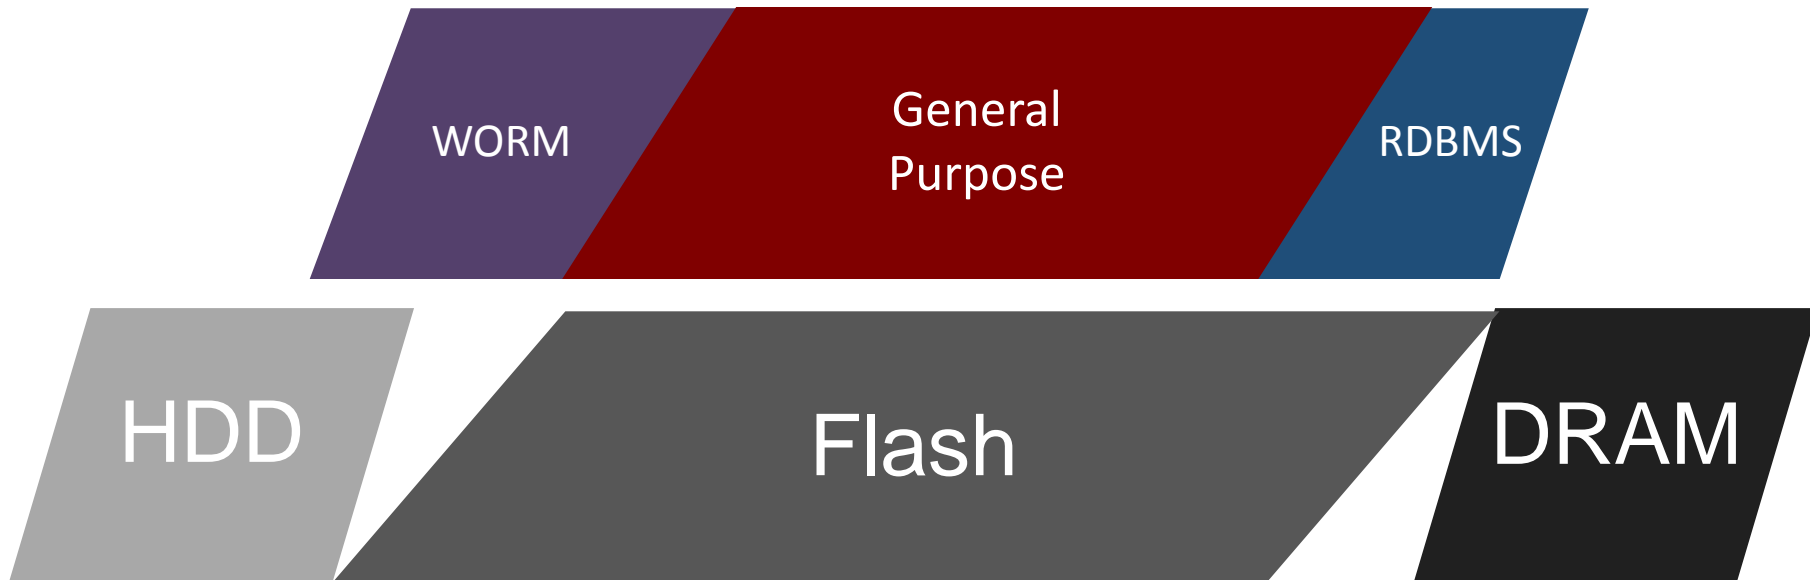 WORM
General
Purpose
RDBMS
HDD
Flash
DRAM